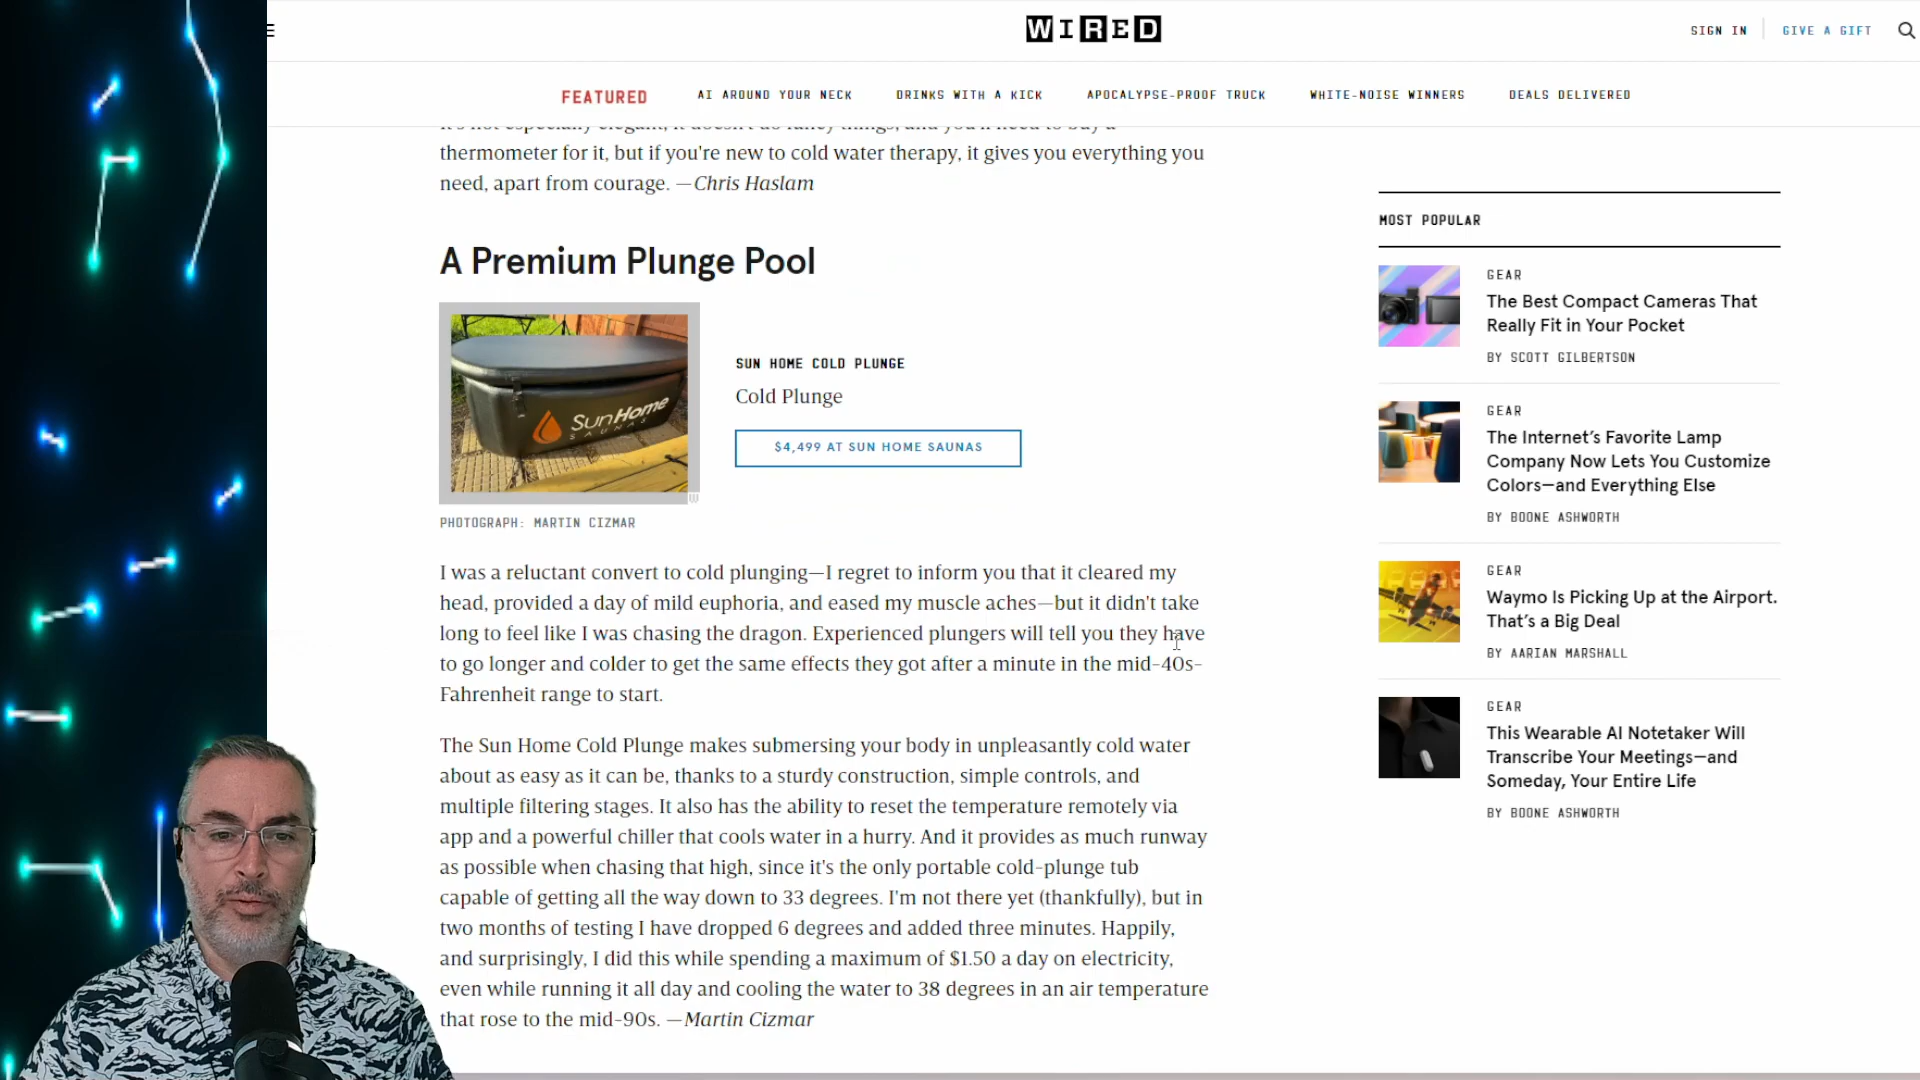 WIRED
SIGN IN
GIVE A GIFT
FEATURED
AI AROUND YOUR NECK
DRINKS WITH A KICK
APOCALYPSE-PROOF TRUCK
WHITE-NOISE WINNERS
DEALS DELIVERED
It's not especially elegant, it doesn't do fancy things, and you'll need to buy a
thermometer for it, but if you're new to cold water therapy, it gives you everything you
need, apart from courage. —Chris Haslam
A Premium Plunge Pool
SunHome
SAUNAS
SUN HOME COLD PLUNGE
Cold Plunge
$4,499 AT SUN HOME SAUNAS
PHOTOGRAPH: MARTIN CIZMAR
I was a reluctant convert to cold plunging—I regret to inform you that it cleared my
head, provided a day of mild euphoria, and eased my muscle aches—but it didn't take
long to feel like I was chasing the dragon. Experienced plungers will tell you they have
to go longer and colder to get the same effects they got after a minute in the mid-40s-
Fahrenheit range to start.
The Sun Home Cold Plunge makes submersing your body in unpleasantly cold water
about as easy as it can be, thanks to a sturdy construction, simple controls, and
multiple filtering stages. It also has the ability to reset the temperature remotely via
app and a powerful chiller that cools water in a hurry. And it provides as much runway
as possible when chasing that high, since it's the only portable cold-plunge tub
capable of getting all the way down to 33 degrees. I'm not there yet (thankfully), but in
two months of testing I have dropped 6 degrees and added three minutes. Happily,
and surprisingly, I did this while spending a maximum of $1.50 a day on electricity,
even while running it all day and cooling the water to 38 degrees in an air temperature
that rose to the mid-90s. —Martin Cizmar
MOST POPULAR
GEAR
The Best Compact Cameras That
Really Fit in Your Pocket
BY SCOTT GILBERTSON
GEAR
The Internet's Favorite Lamp
Company Now Lets You Customize
Colors—and Everything Else
BY BOONE ASHWORTH
GEAR
Waymo Is Picking Up at the Airport.
That's a Big Deal
BY AARIAN MARSHALL
GEAR
This Wearable AI Notetaker Will
Transcribe Your Meetings—and
Someday, Your Entire Life
BY BOONE ASHWORTH